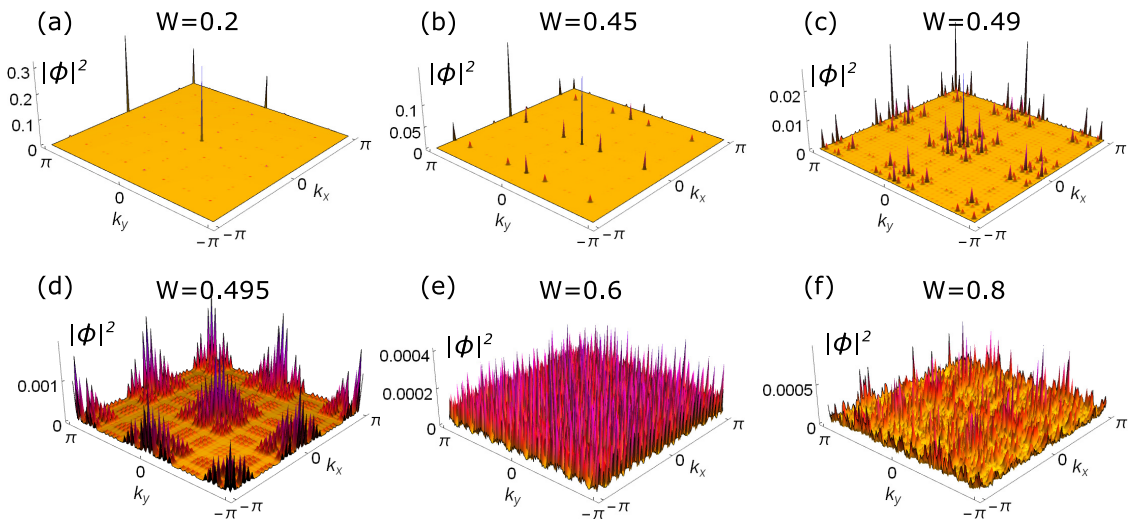 (a) W=0.2
|ϕ|²
0.3
0.2
0.1
0
π
0
k_y
-π
-π
0
k_x
π
(b) W=0.45
|ϕ|²
0.1
0.05
0
π
0
k_y
-π
-π
0
k_x
π
(c) W=0.49
|ϕ|²
0.02
0.01
0
π
0
k_y
-π
-π
0
k_x
π
(d) W=0.495
|ϕ|²
0.001
0
π
0
k_y
-π
-π
0
k_x
π
(e) W=0.6
|ϕ|²
0.0004
0.0002
0
π
0
k_y
-π
-π
0
k_x
π
(f) W=0.8
|ϕ|²
0.0005
0
π
0
k_y
-π
-π
0
k_x
π